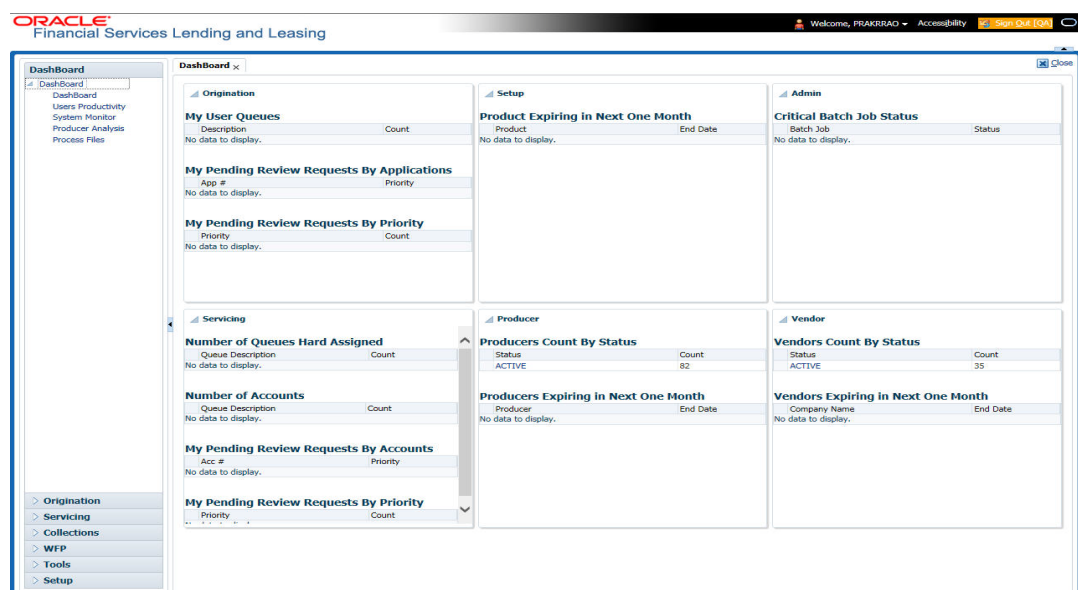 ORACLE
Financial Services Lending and Leasing
Welcome, PRAKRRAO
Accessibility
Sign Out [QA]
Close
DashBoard
DashBoard
DashBoard
Users Productivity
System Monitor
Producer Analysis
Process Files
Origination
Servicing
Collections
WFP
Tools
Setup
DashBoard
Origination
My User Queues
Description Count
No data to display.
My Pending Review Requests By Applications
App # Priority
No data to display.
My Pending Review Requests By Priority
Priority Count
No data to display.
Setup
Product Expiring in Next One Month
Product End Date
No data to display.
Admin
Critical Batch Job Status
Batch Job Status
No data to display.
Servicing
Number of Queues Hard Assigned
Queue Description Count
No data to display.
Number of Accounts
Queue Description Count
No data to display.
My Pending Review Requests By Accounts
Acc # Priority
No data to display.
My Pending Review Requests By Priority
Priority Count
Producer
Producers Count By Status
Status Count
ACTIVE 82
Producers Expiring in Next One Month
Producer End Date
No data to display.
Vendor
Vendors Count By Status
Status Count
ACTIVE 35
Vendors Expiring in Next One Month
Company Name End Date
No data to display.